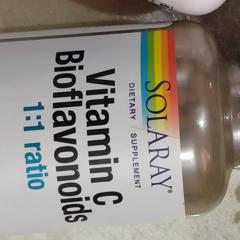 SOLARAY®
DIETARY SUPPLEMENT
Vitamin C
Bioflavonoids
1:1 ratio